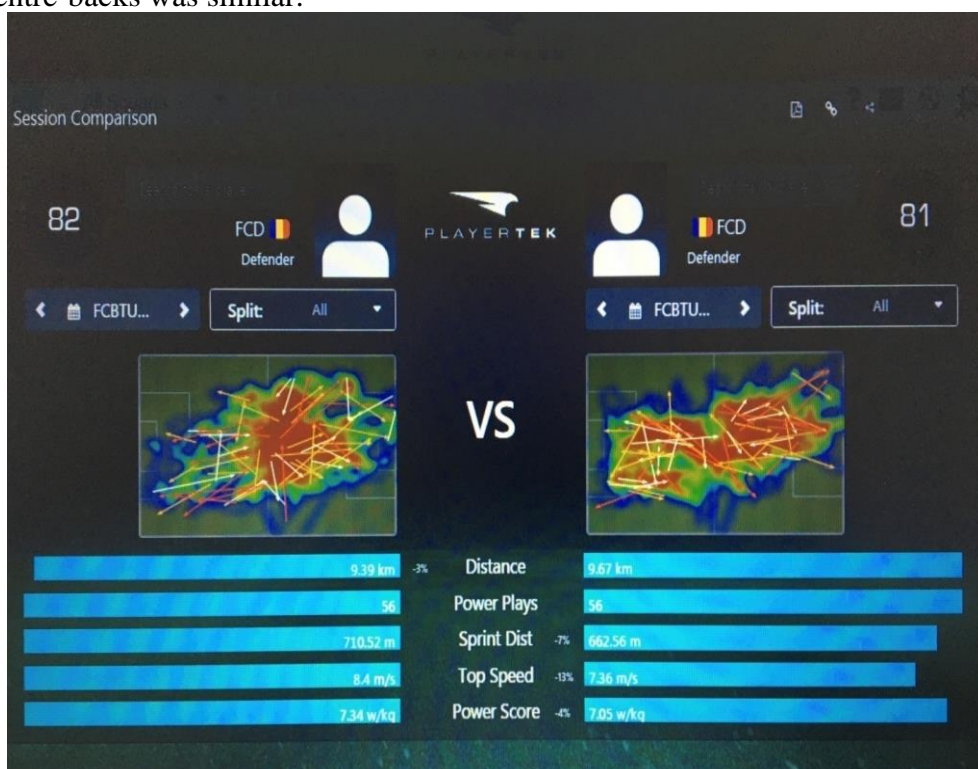 entre-backs was similar.
Session Comparison
82
FCD
Defender
PLAYERTEK
FCD
Defender
81
FCBTU...
Split: All
FCBTU...
Split: All
VS
9.39 km -3% Distance 9.67 km
56 Power Plays 56
710.52 m Sprint Dist -7% 662.56 m
8.4 m/s Top Speed -13% 7.36 m/s
7.34 w/kg Power Score -4% 7.05 w/kg